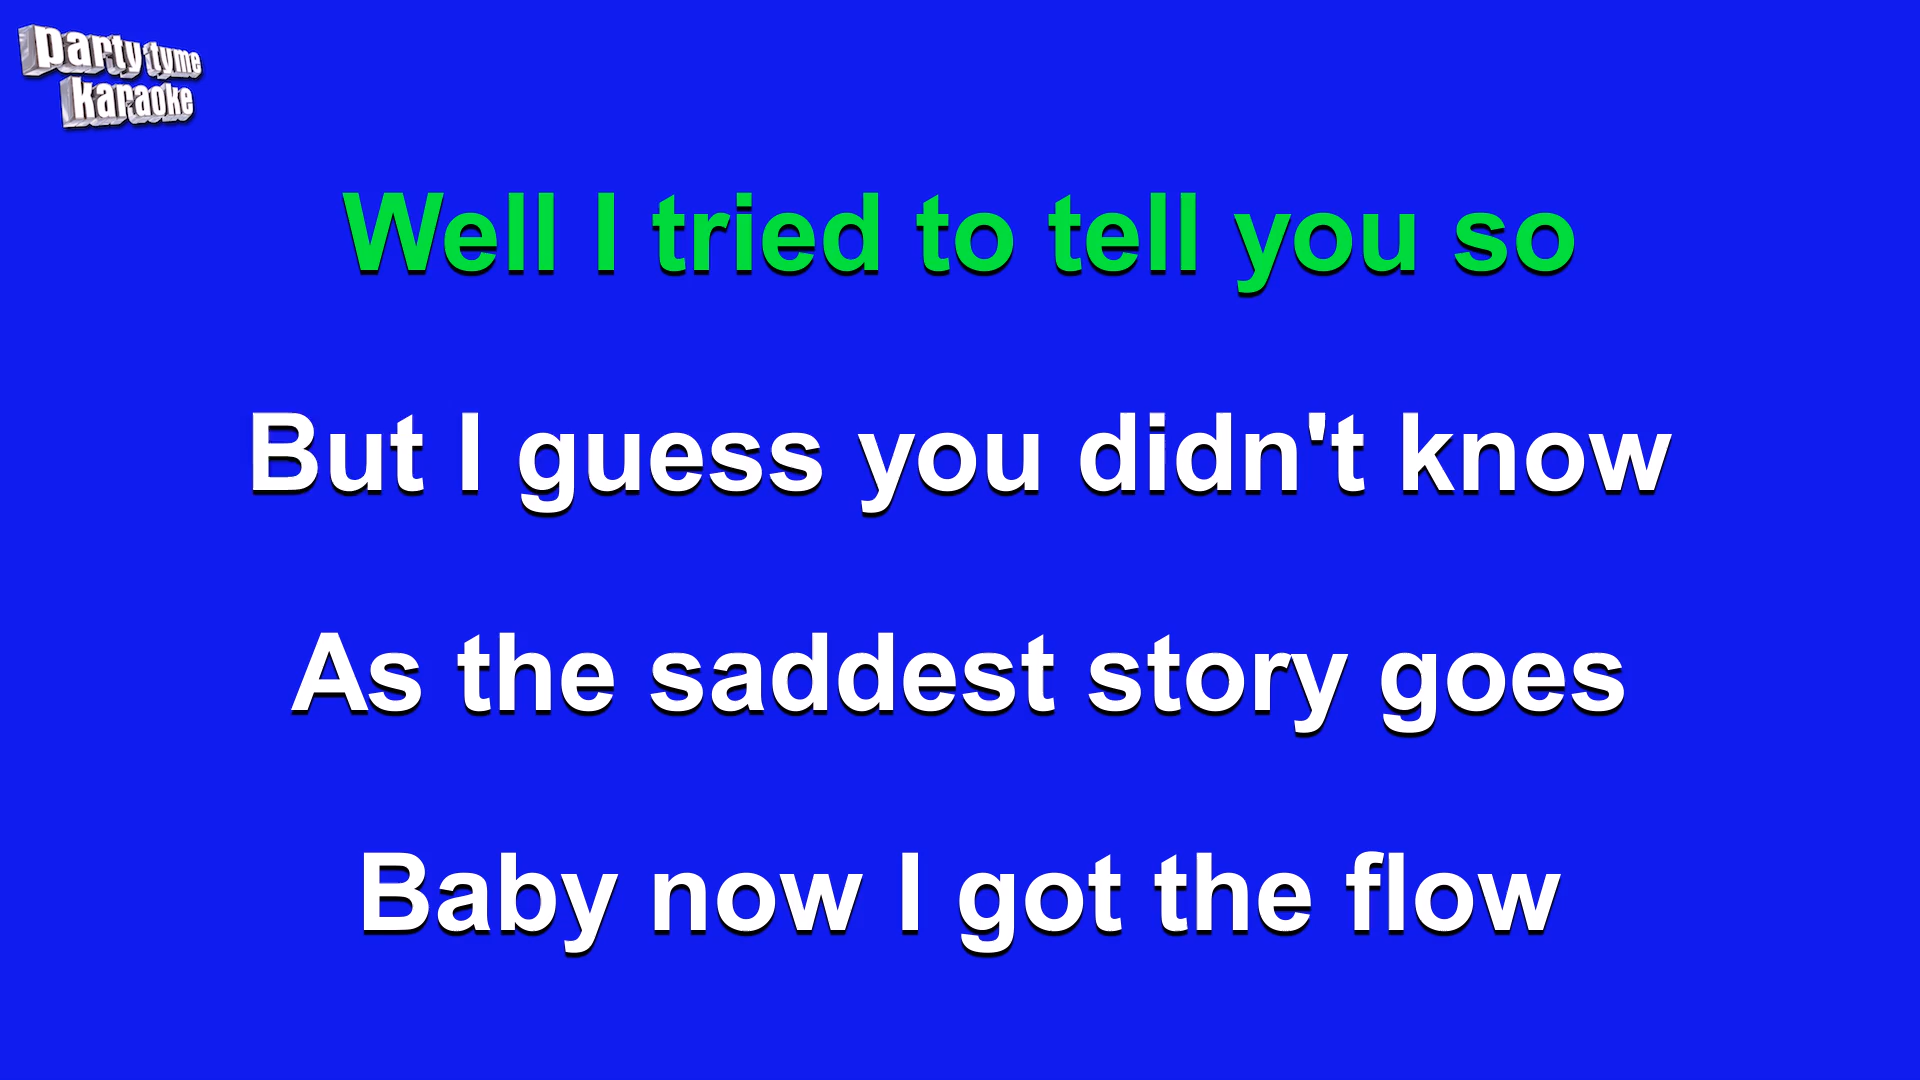 party tyme
karaoke
Well I tried to tell you so
But I guess you didn't know
As the saddest story goes
Baby now I got the flow